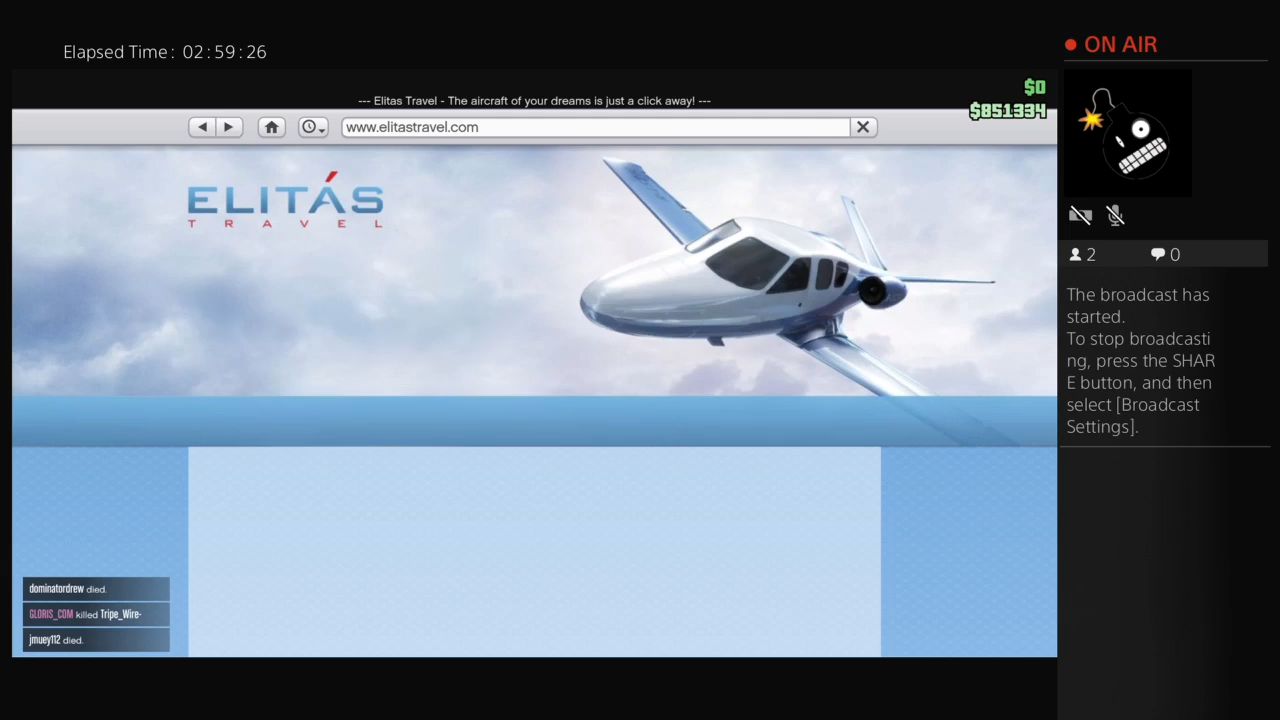 Elapsed Time: 02:59:26
ON AIR
$0
--- Elitas Travel - The aircraft of your dreams is just a click away! ---
$851334
www.elitastravel.com
ELITÁS
TRAVEL
2
0
The broadcast has
started.
To stop broadcasti
ng, press the SHAR
E button, and then
select [Broadcast
Settings].
dominatordrew died.
GLORIS_COM killed Tripe_Wire-
jmuey112 died.